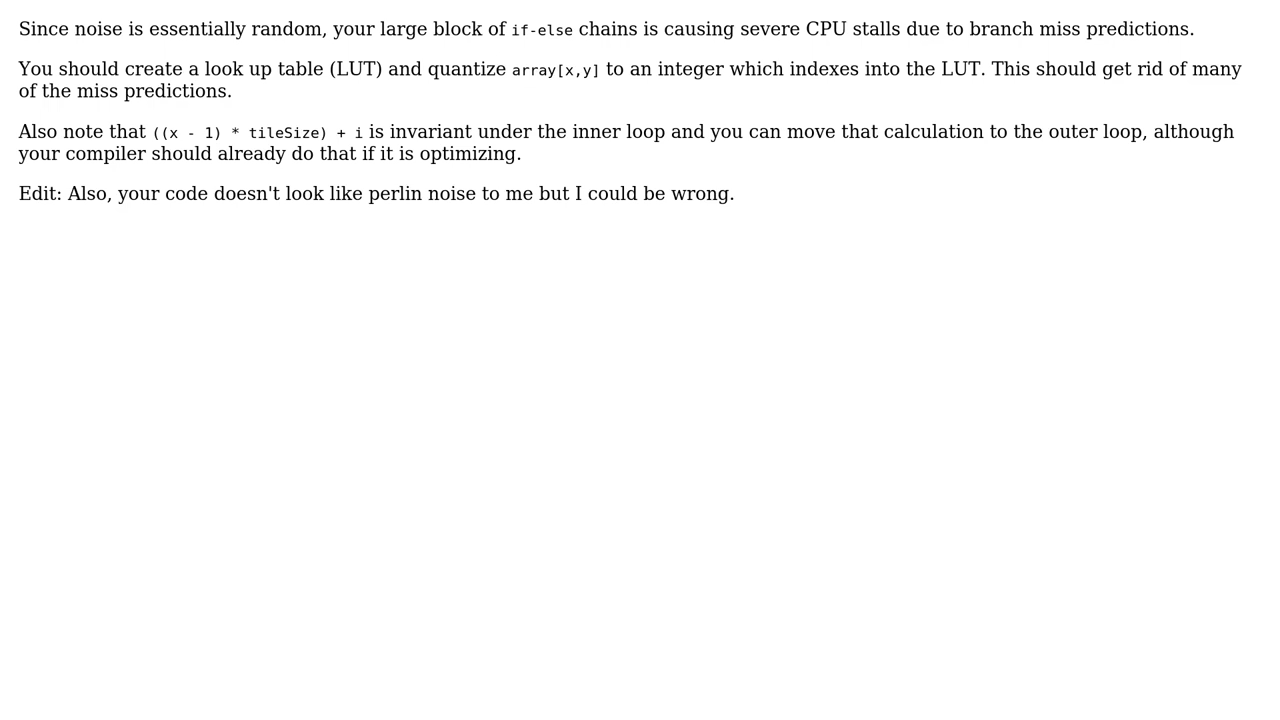 Since noise is essentially random, your large block of if-else chains is causing severe CPU stalls due to branch miss predictions.
You should create a look up table (LUT) and quantize array[x,y] to an integer which indexes into the LUT. This should get rid of many
of the miss predictions.
Also note that ((x - 1) * tileSize) + i is invariant under the inner loop and you can move that calculation to the outer loop, although
your compiler should already do that if it is optimizing.
Edit: Also, your code doesn't look like perlin noise to me but I could be wrong.